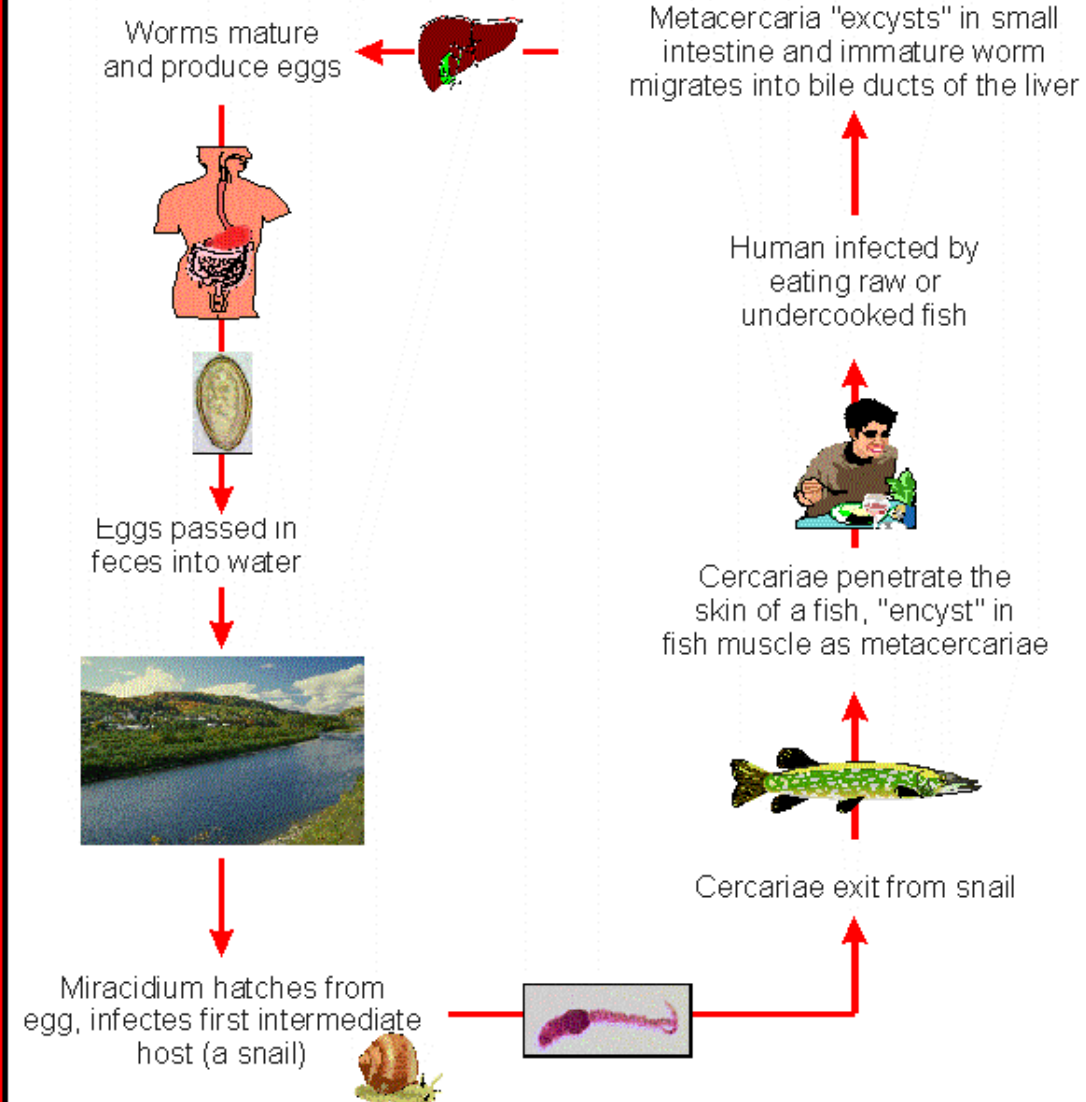 Worms mature
and produce eggs
Metacercaria "excysts" in small
intestine and immature worm
migrates into bile ducts of the liver
Human infected by
eating raw or
undercooked fish
Eggs passed in
feces into water
Cercariae penetrate the
skin of a fish, "encyst" in
fish muscle as metacercariae
Cercariae exit from snail
Miracidium hatches from
egg, infectes first intermediate
host (a snail)